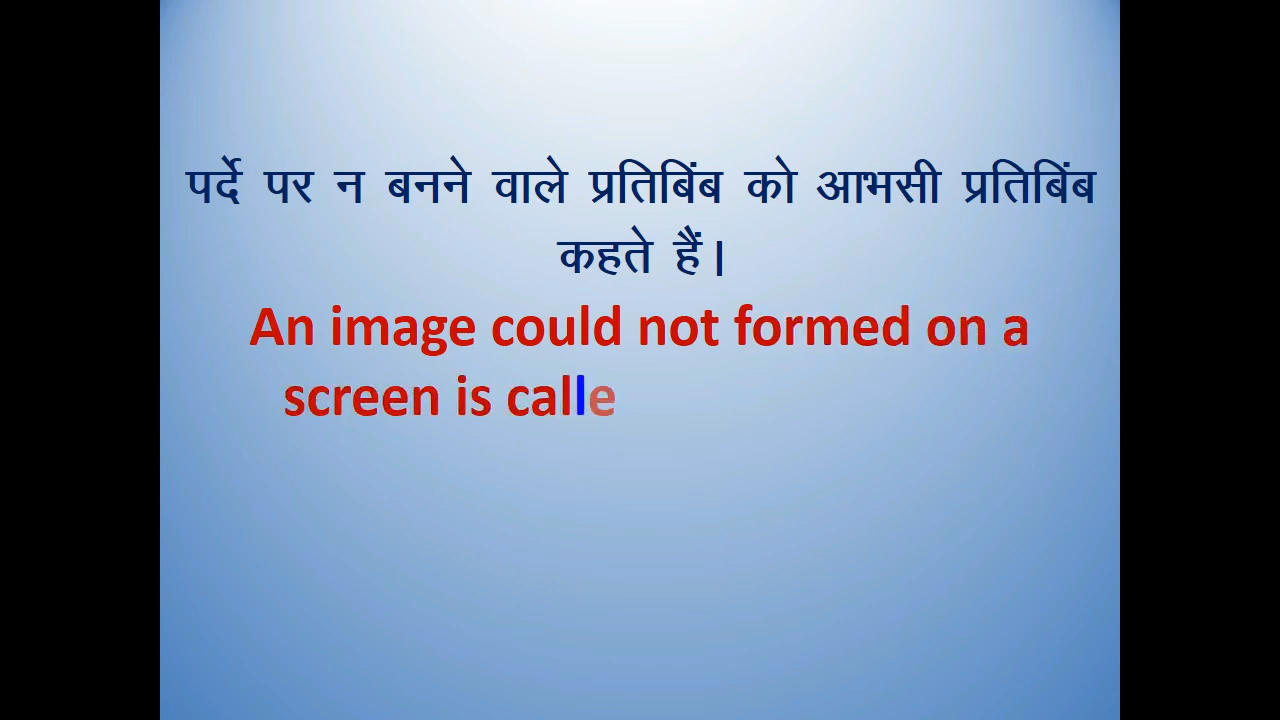 पर्दे पर न बनने वाले प्रतिबिंब को आभसी प्रतिबिंब
कहते हैं।
An image could not formed on a
screen is calle